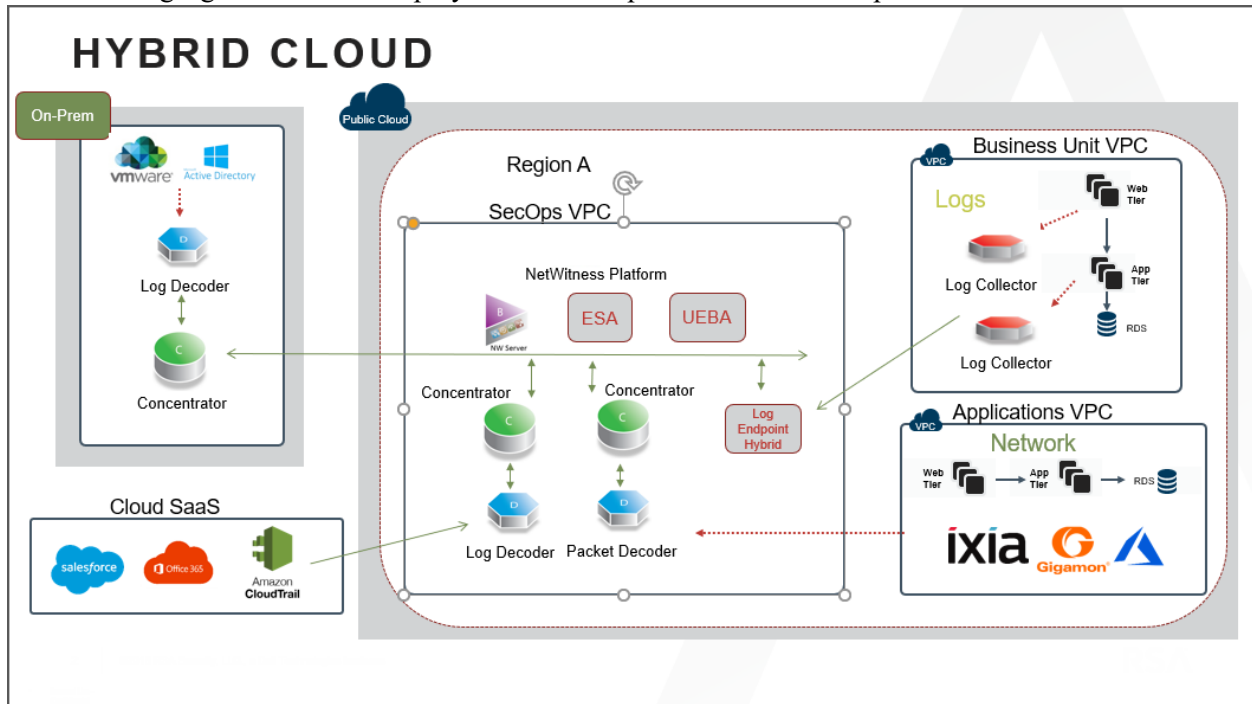 HYBRID CLOUD
On-Prem
vmware
Active Directory
D
Log Decoder
C
Concentrator
Cloud SaaS
salesforce
Office 365
Amazon
CloudTrail
Public Cloud
Region A
SecOps VPC
NetWitness Platform
B
NW Server
ESA
UEBA
Concentrator
C
Concentrator
C
Log
Endpoint
Hybrid
D
Log Decoder
D
Packet Decoder
Business Unit VPC
VPC
Logs
Web
Tier
Log Collector
App
Tier
Log Collector
RDS
Applications VPC
VPC
Network
Web
Tier
App
Tier
RDS
ixia
G
Gigamon®